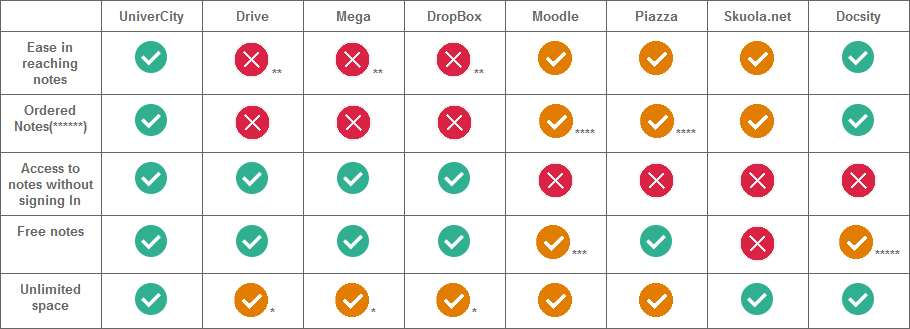 UniverCity Drive Mega DropBox Moodle Piazza Skuola.net Docsity
Ease in
reaching
notes
** ** **
Ordered
Notes(******)
**** ****
Access to
notes without
signing In
Free notes
*** *****
Unlimited
space
* * *